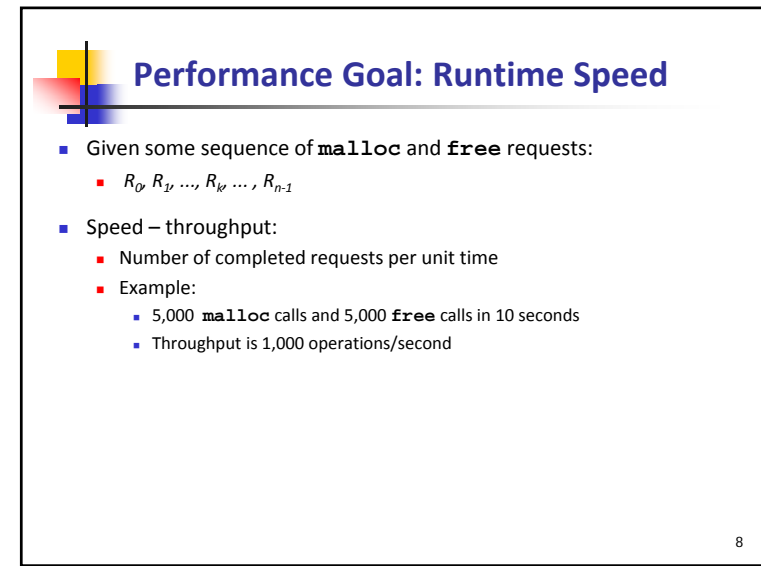 Performance Goal: Runtime Speed
Given some sequence of malloc and free requests:
R0, R1, ..., Rk, ... , Rn-1
Speed – throughput:
Number of completed requests per unit time
Example:
5,000 malloc calls and 5,000 free calls in 10 seconds
Throughput is 1,000 operations/second
8